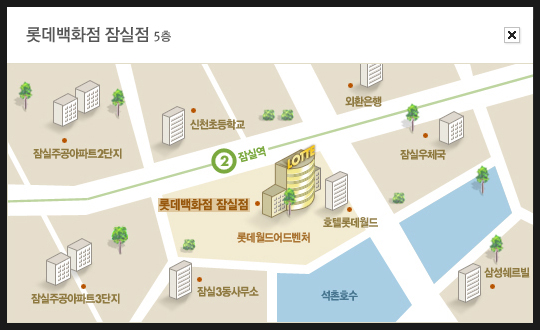 롯데백화점 잠실점 5층
외환은행
신천초등학교
잠실주공아파트2단지
잠실우체국
2 잠실역
LOTTE
롯데백화점 잠실점
호텔롯데월드
롯데월드어드벤처
삼성쉐르빌
잠실주공아파트3단지
잠실3동사무소
석촌호수